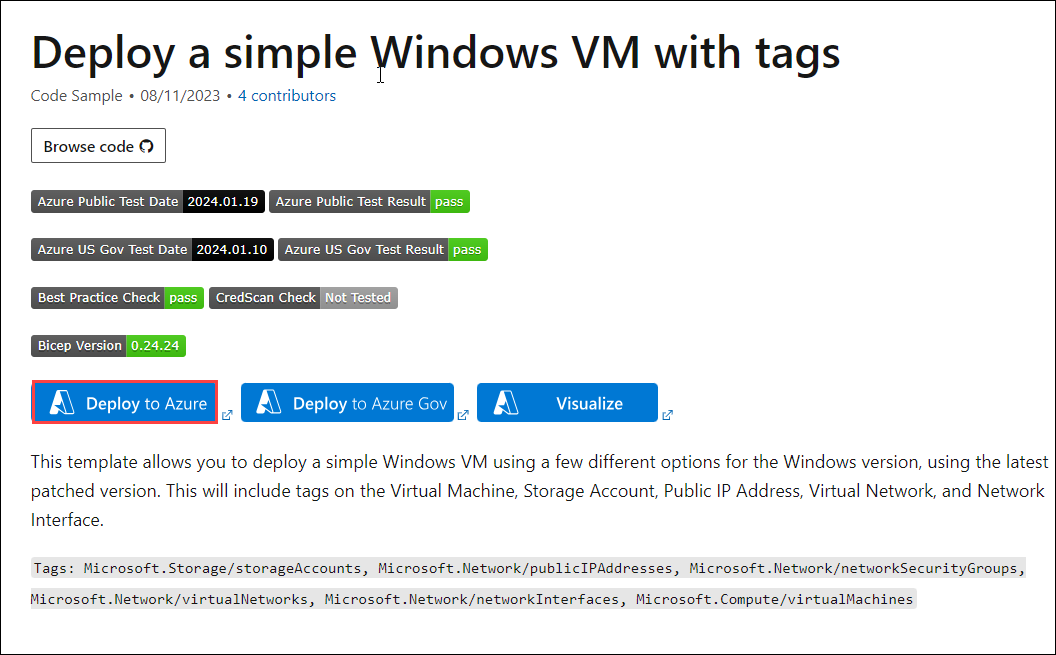 Deploy a simple Windows VM with tags
Code Sample • 08/11/2023 • 4 contributors
Browse code
Azure Public Test Date 2024.01.19 Azure Public Test Result pass
Azure US Gov Test Date 2024.01.10 Azure US Gov Test Result pass
Best Practice Check pass CredScan Check Not Tested
Bicep Version 0.24.24
Deploy to Azure Deploy to Azure Gov Visualize
This template allows you to deploy a simple Windows VM using a few different options for the Windows version, using the latest
patched version. This will include tags on the Virtual Machine, Storage Account, Public IP Address, Virtual Network, and Network
Interface.
Tags: Microsoft.Storage/storageAccounts, Microsoft.Network/publicIPAddresses, Microsoft.Network/networkSecurityGroups,
Microsoft.Network/virtualNetworks, Microsoft.Network/networkInterfaces, Microsoft.Compute/virtualMachines